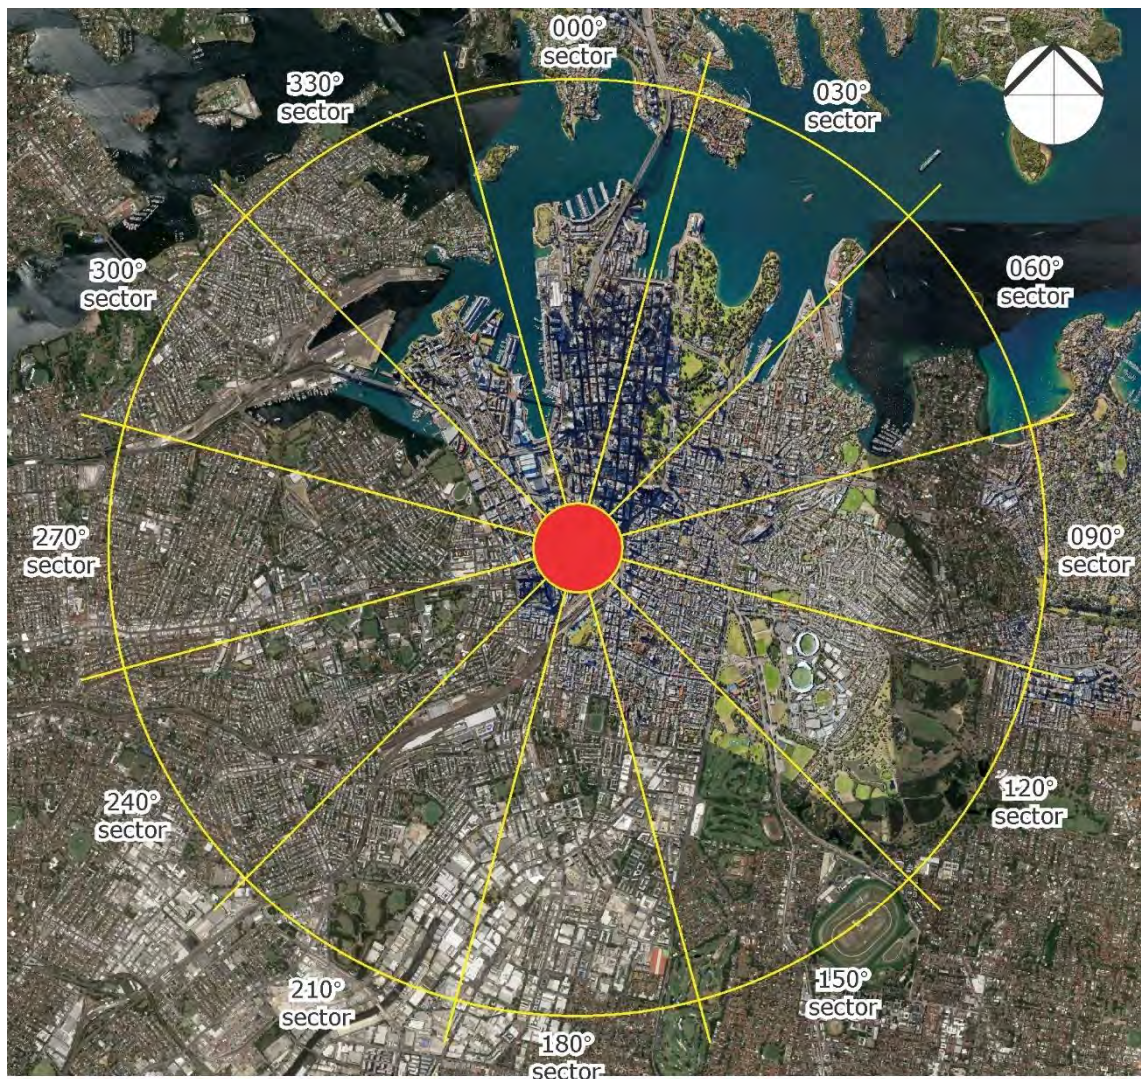 000°
sector
330°
sector
030°
sector
300°
sector
060°
sector
270°
sector
090°
sector
240°
sector
120°
sector
210°
sector
150°
sector
180°
sector